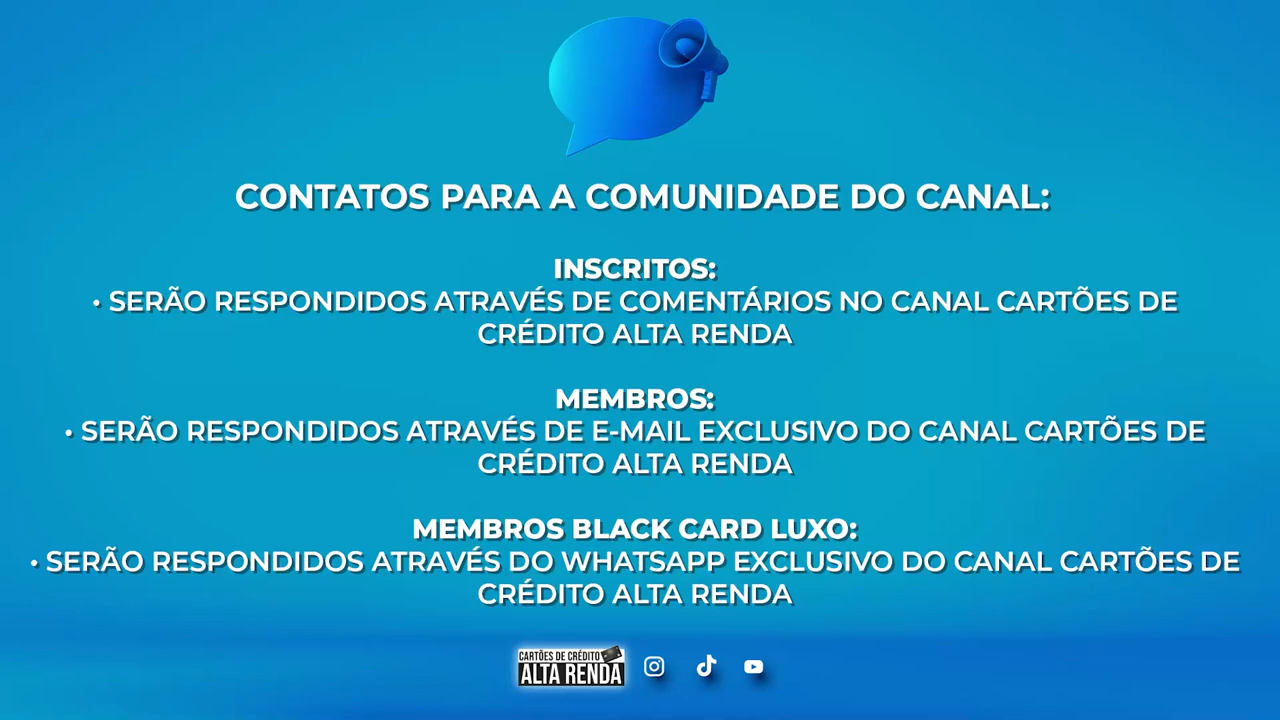 CONTATOS PARA A COMUNIDADE DO CANAL:
INSCRITOS:
• SERÃO RESPONDIDOS ATRAVÉS DE COMENTÁRIOS NO CANAL CARTÕES DE
CRÉDITO ALTA RENDA
MEMBROS:
• SERÃO RESPONDIDOS ATRAVÉS DE E-MAIL EXCLUSIVO DO CANAL CARTÕES DE
CRÉDITO ALTA RENDA
MEMBROS BLACK CARD LUXO:
• SERÃO RESPONDIDOS ATRAVÉS DO WHATSAPP EXCLUSIVO DO CANAL CARTÕES DE
CRÉDITO ALTA RENDA
CARTÕES DE CRÉDITO
ALTA RENDA